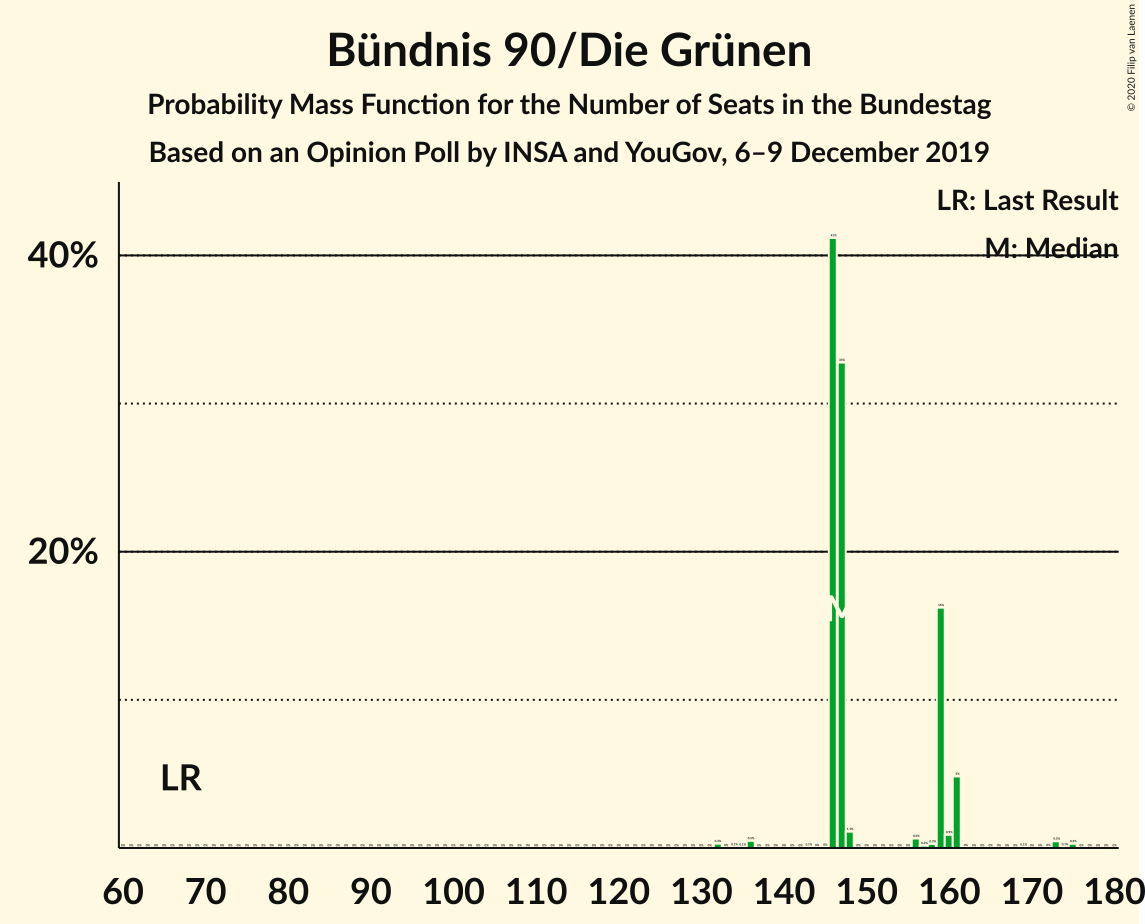 Bündnis 90/Die Grünen
Probability Mass Function for the Number of Seats in the Bundestag
Based on an Opinion Poll by INSA and YouGov, 6–9 December 2019
© 2020 Filip van Laenen
LR: Last Result
M: Median
40%
20%
M
LR
60 70 80 90 100 110 120 130 140 150 160 170 180